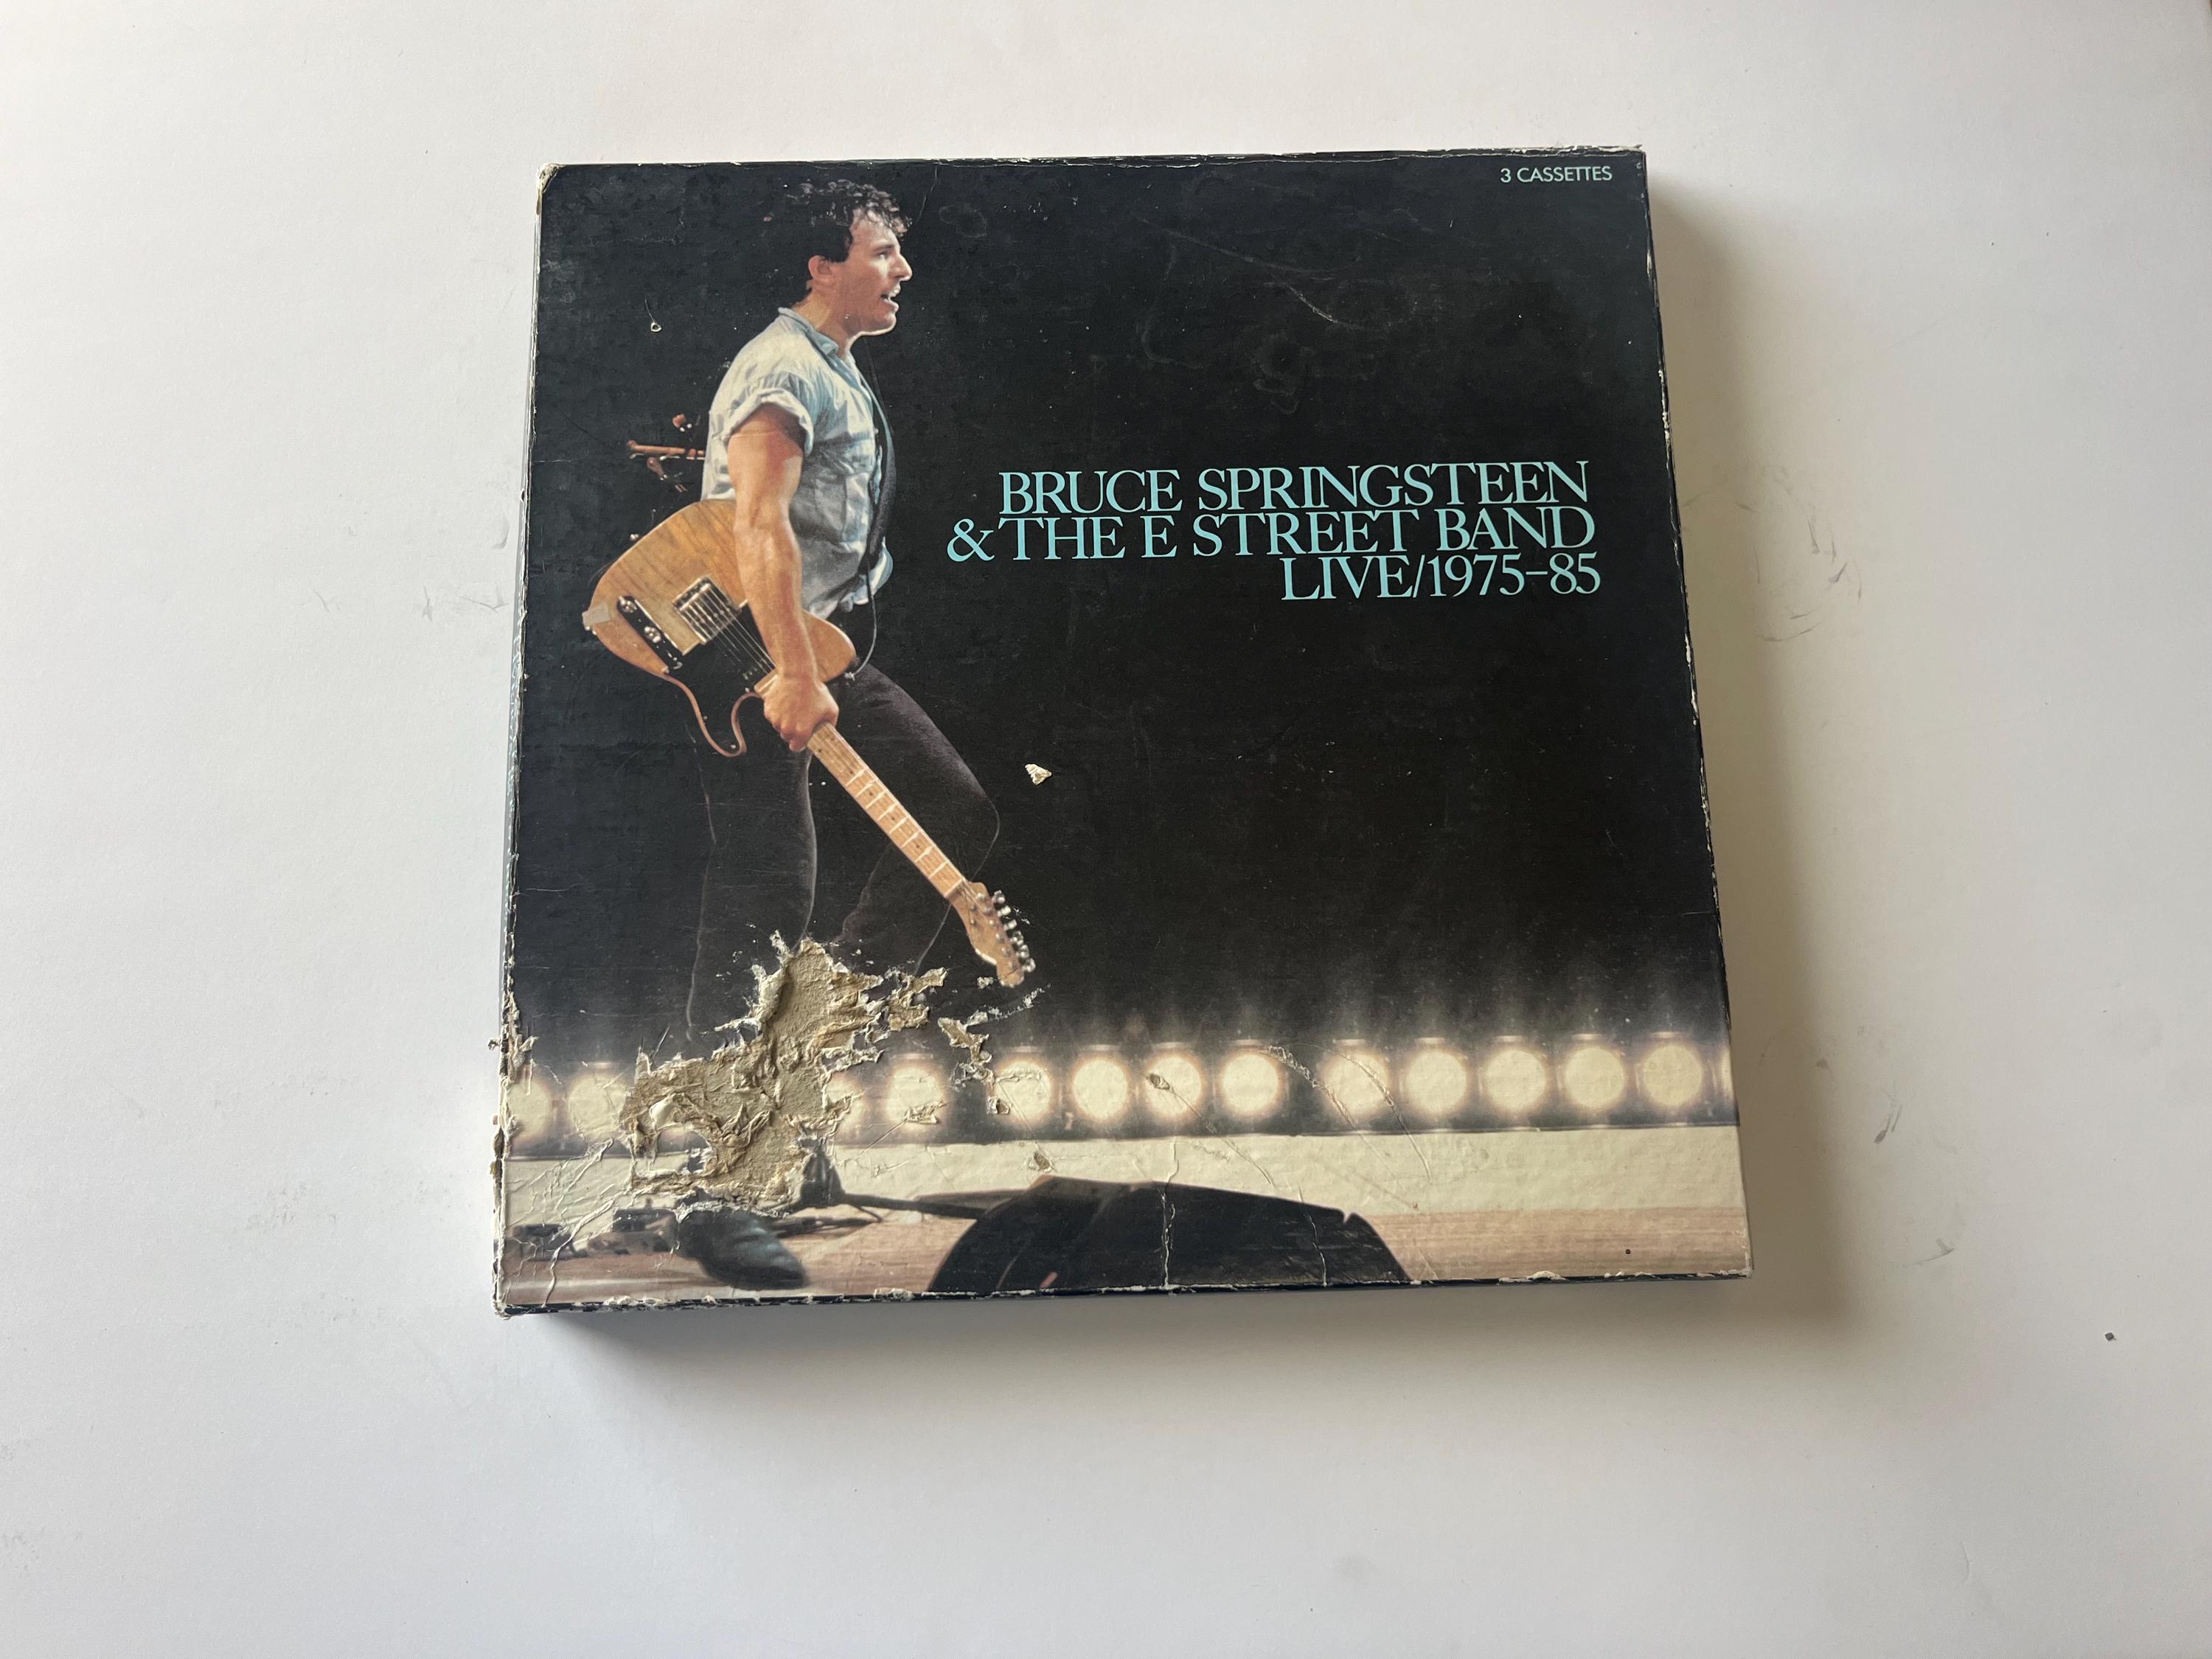 3 CASSETTES
BRUCE SPRINGSTEEN
& THE E STREET BAND
LIVE/1975-85